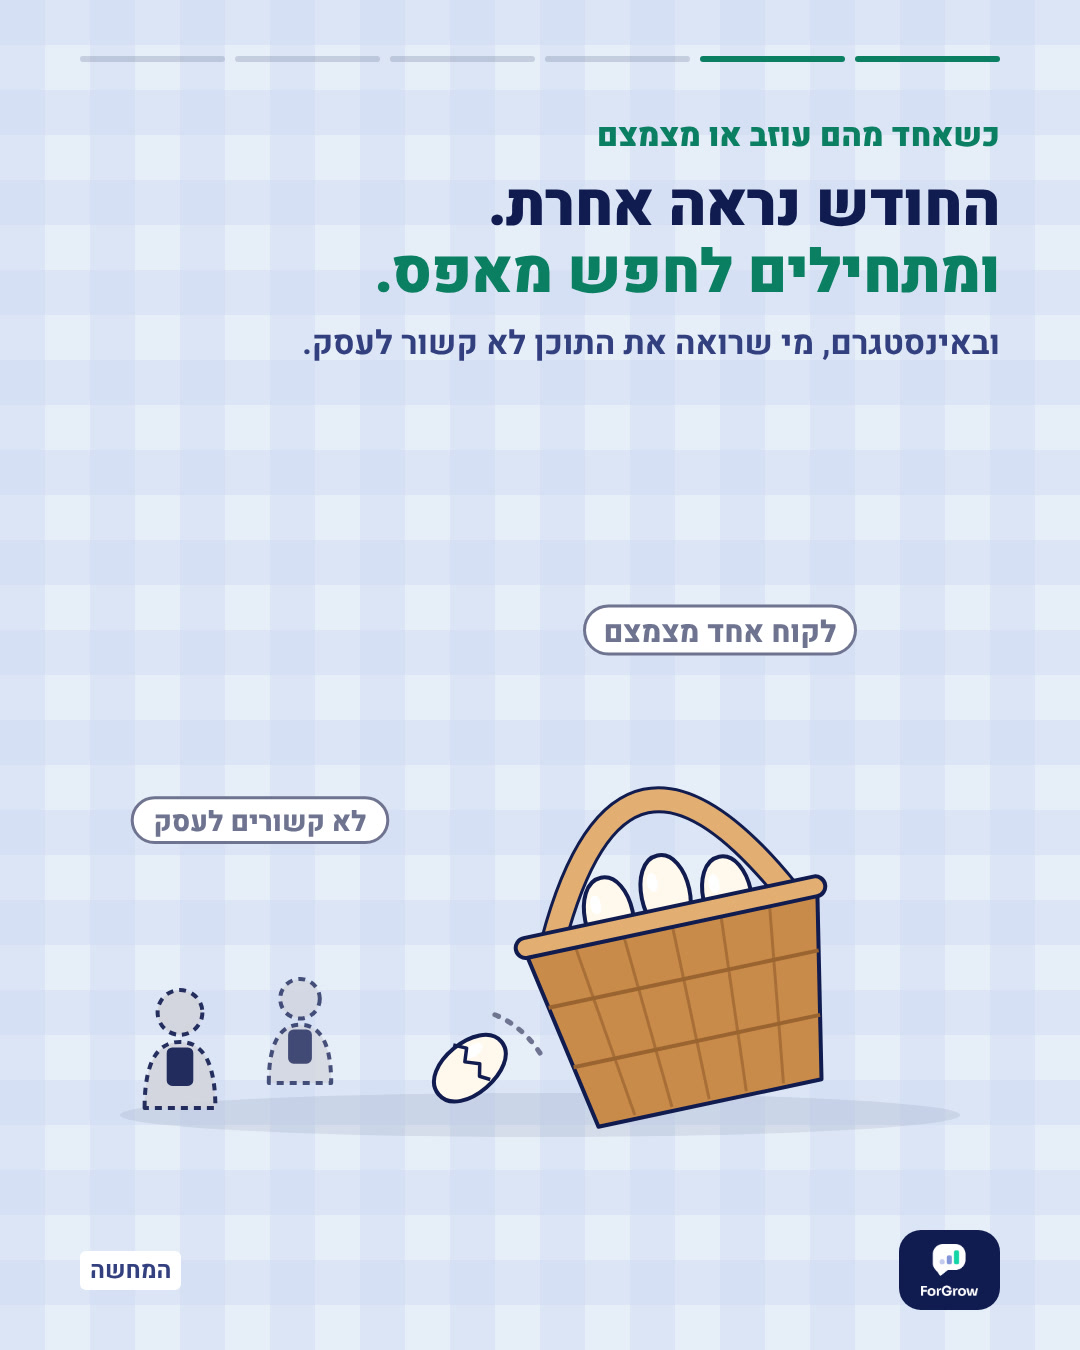 כשאחד מהם עוזב או מצמצם
החודש נראה אחרת.
ומתחילים לחפש מאפס.
ובאינסטגרם, מי שרואה את התוכן לא קשור לעסק.
לקוח אחד מצמצם
לא קשורים לעסק
המחשה
ForGrow